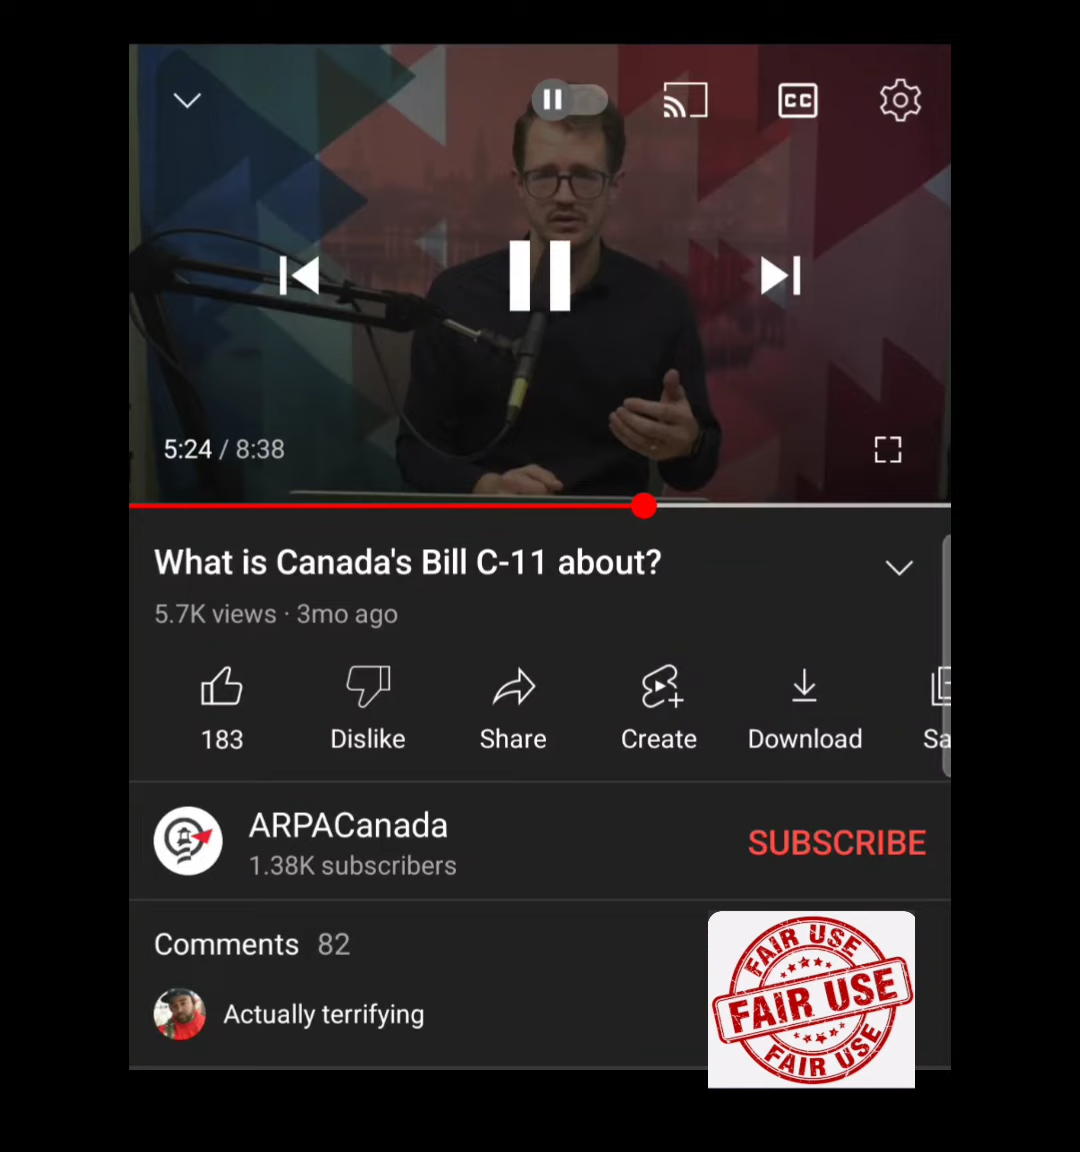 CC
5:24 / 8:38
What is Canada's Bill C-11 about?
5.7K views · 3mo ago
183
Dislike
Share
Create
Download
Sa
ARPACanada
1.38K subscribers
SUBSCRIBE
Comments 82
Actually terrifying
FAIR USE
FAIR USE
FAIR USE